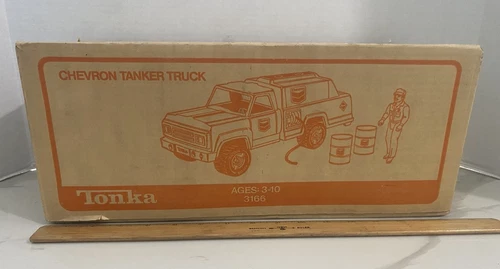 CHEVRON TANKER TRUCK
Tonka
AGES: 3-10
3166